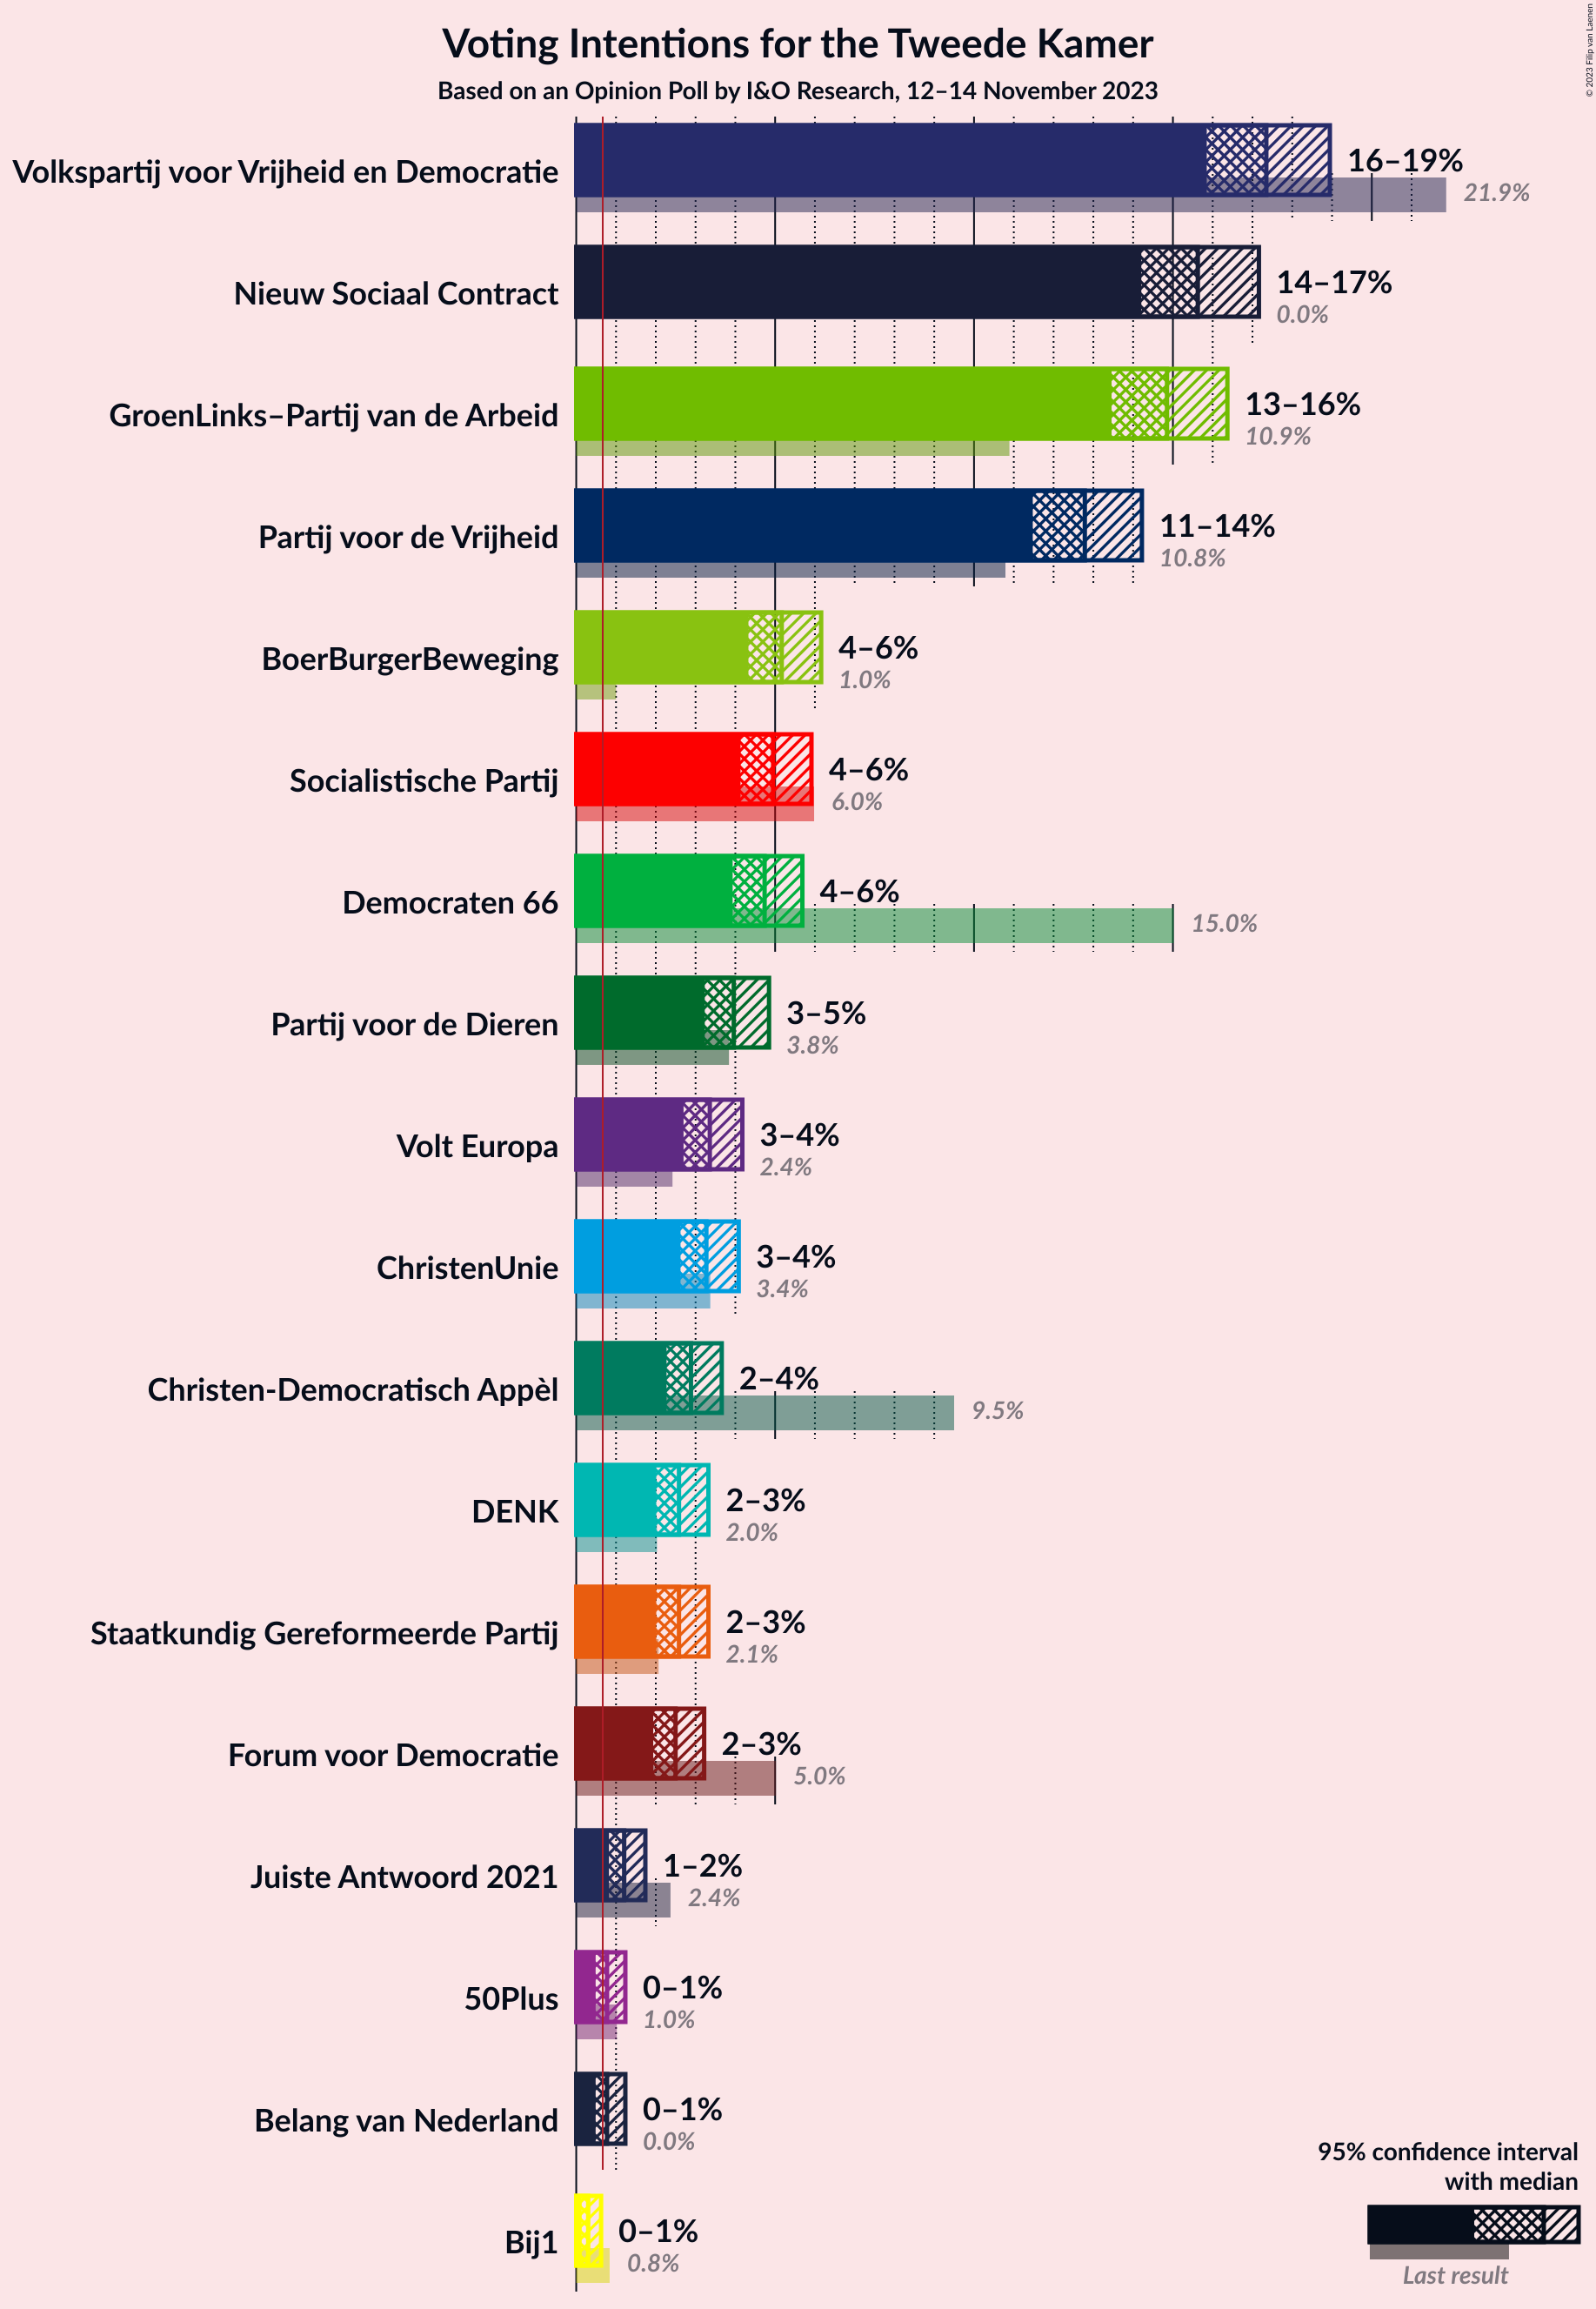 Voting Intentions for the Tweede Kamer
Based on an Opinion Poll by I&O Research, 12–14 November 2023
© 2023 Filip van Laenen
Volkspartij voor Vrijheid en Democratie
16–19%
21.9%
Nieuw Sociaal Contract
14–17%
0.0%
GroenLinks–Partij van de Arbeid
13–16%
10.9%
Partij voor de Vrijheid
11–14%
10.8%
BoerBurgerBeweging
4–6%
1.0%
Socialistische Partij
4–6%
6.0%
Democraten 66
4–6%
15.0%
Partij voor de Dieren
3–5%
3.8%
Volt Europa
3–4%
2.4%
ChristenUnie
3–4%
3.4%
Christen-Democratisch Appèl
2–4%
9.5%
DENK
2–3%
2.0%
Staatkundig Gereformeerde Partij
2–3%
2.1%
Forum voor Democratie
2–3%
5.0%
Juiste Antwoord 2021
1–2%
2.4%
50Plus
0–1%
1.0%
Belang van Nederland
0–1%
0.0%
Bij1
0–1%
0.8%
95% confidence interval
with median
Last result